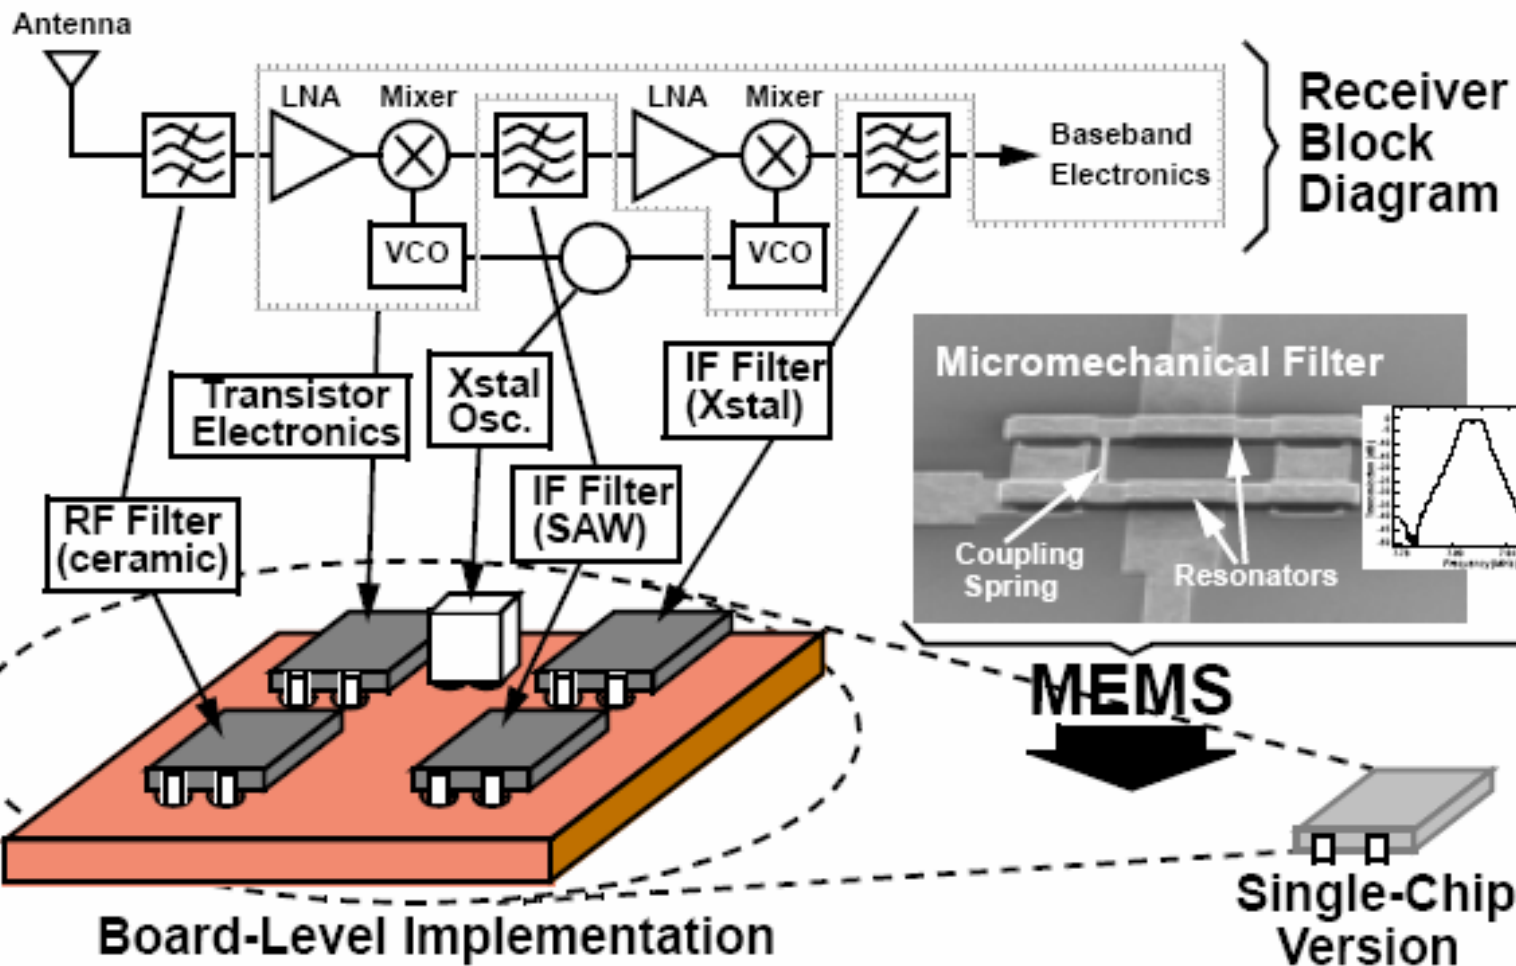 Antenna
LNA
Mixer
LNA
Mixer
Baseband
Electronics
VCO
VCO
Receiver
Block
Diagram
Transistor
Electronics
Xstal
Osc.
IF Filter
(Xstal)
RF Filter
(ceramic)
IF Filter
(SAW)
Micromechanical Filter
Coupling
Spring
Resonators
MEMS
Board-Level Implementation
Single-Chip
Version